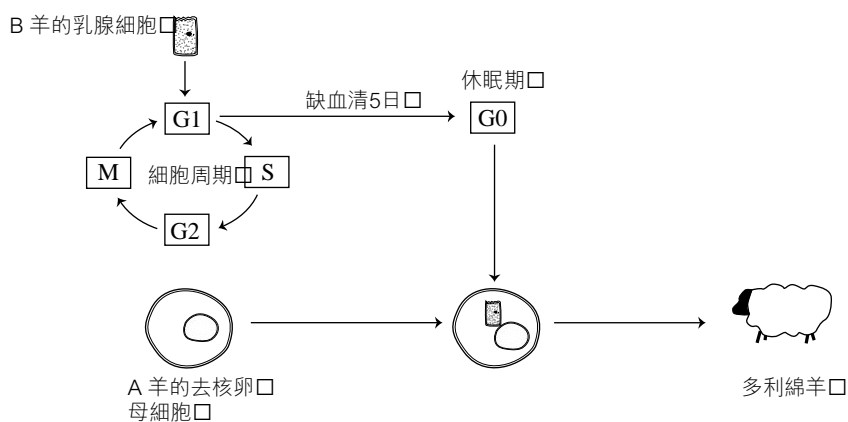 B 羊的乳腺細胞□
休眠期□
缺血清5日□
G1
G0
M
細胞周期□
S
G2
A 羊的去核卵□
母細胞□
多利綿羊□